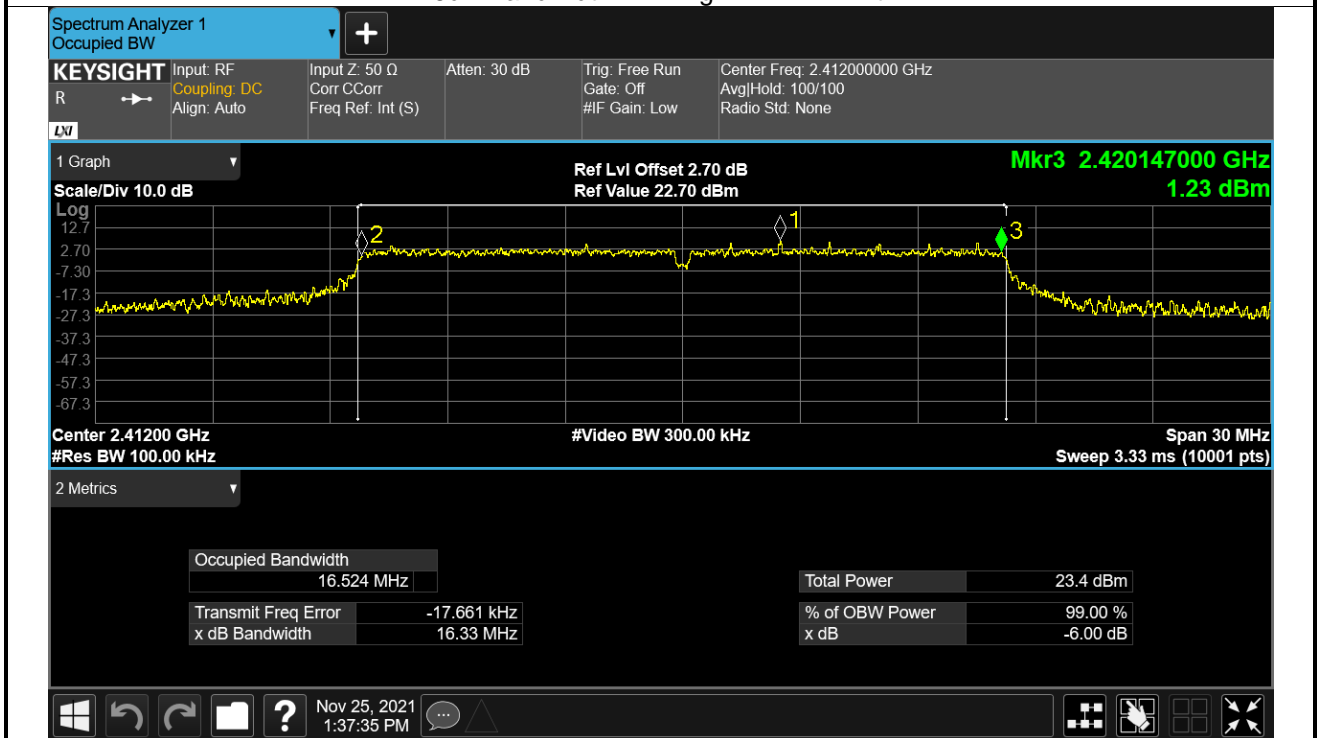 Spectrum Analyzer 1
Occupied BW
KEYSIGHT
R
LXI
Input: RF
Coupling: DC
Align: Auto
Input Z: 50 Ω
Corr CCorr
Freq Ref: Int (S)
Atten: 30 dB
Trig: Free Run
Gate: Off
#IF Gain: Low
Center Freq: 2.412000000 GHz
Avg|Hold: 100/100
Radio Std: None
1 Graph
Scale/Div 10.0 dB
Ref Lvl Offset 2.70 dB
Ref Value 22.70 dBm
Mkr3 2.420147000 GHz
1.23 dBm
Log
12.7
2.70
-7.30
-17.3
-27.3
-37.3
-47.3
-57.3
-67.3
2
1
3
Center 2.41200 GHz
#Res BW 100.00 kHz
#Video BW 300.00 kHz
Span 30 MHz
Sweep 3.33 ms (10001 pts)
2 Metrics
Occupied Bandwidth
16.524 MHz
Transmit Freq Error -17.661 kHz
x dB Bandwidth 16.33 MHz
Total Power 23.4 dBm
% of OBW Power 99.00 %
x dB -6.00 dB
?
Nov 25, 2021
1:37:35 PM